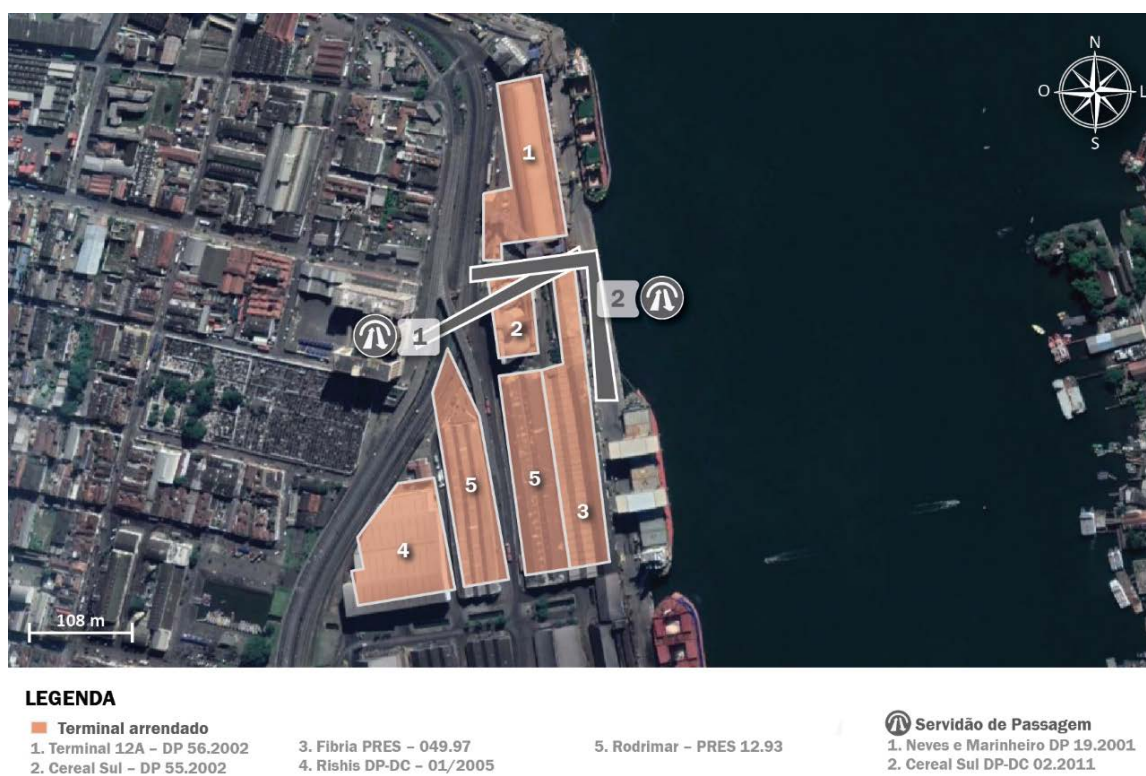 N
O L
S
1
1
2
2
5
5
3
4
108 m
LEGENDA
Terminal arrendado
1. Terminal 12A – DP 56.2002
2. Cereal Sul – DP 55.2002
3. Fibria PRES – 049.97
4. Rishis DP-DC – 01/2005
5. Rodrimar – PRES 12.93
Servidão de Passagem
1. Neves e Marinheiro DP 19.2001
2. Cereal Sul DP-DC 02.2011